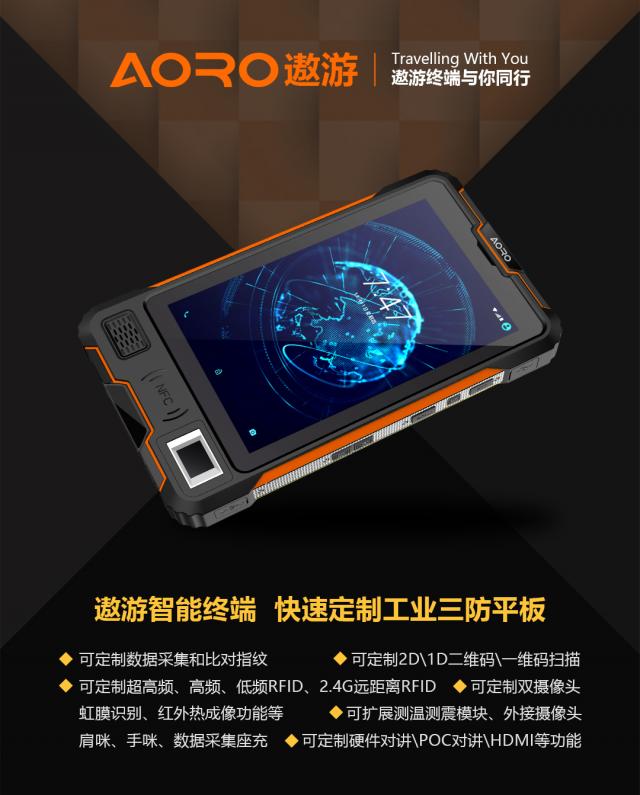 AORO遨游
Travelling With You
遨游终端与你同行
AORO
7:47
NFC
遨游智能终端 快速定制工业三防平板
◆ 可定制数据采集和比对指纹 ◆ 可定制2D\1D二维码\一维码扫描
◆ 可定制超高频、高频、低频RFID、2.4G远距离RFID ◆ 可定制双摄像头
虹膜识别、红外热成像功能等 ◆ 可扩展测温测震模块、外接摄像头
肩咪、手咪、数据采集座充 ◆ 可定制硬件对讲\POC对讲\HDMI等功能